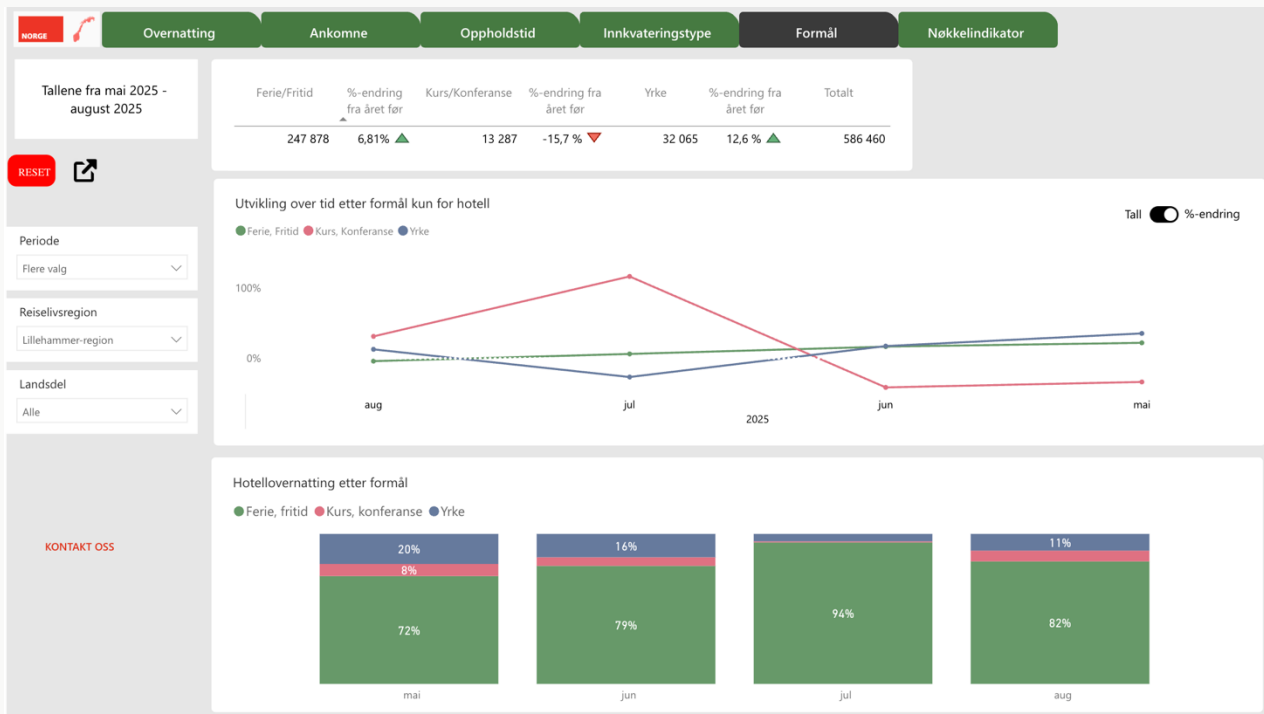 NORGE
Overnatting
Ankomne
Oppholdstid
Innkvateringstype
Formål
Nøkkelindikator
Tallene fra mai 2025 -
august 2025
RESET
Ferie/Fritid %-endring Kurs/Konferanse %-endring fra Yrke %-endring fra Totalt
fra året før året før året før
247 878 6,81% 13 287 -15,7 % 32 065 12,6 % 586 460
Periode
Flere valg
Reiselivsregion
Lillehammer-region
Landsdel
Alle
KONTAKT OSS
Utvikling over tid etter formål kun for hotell
Tall %-endring
Ferie, Fritid Kurs, Konferanse Yrke
100%
0%
aug jul jun mai
2025
Hotellovernatting etter formål
Ferie, fritid Kurs, konferanse Yrke
20% 16% 11%
8%
72% 79% 94% 82%
mai jun jul aug